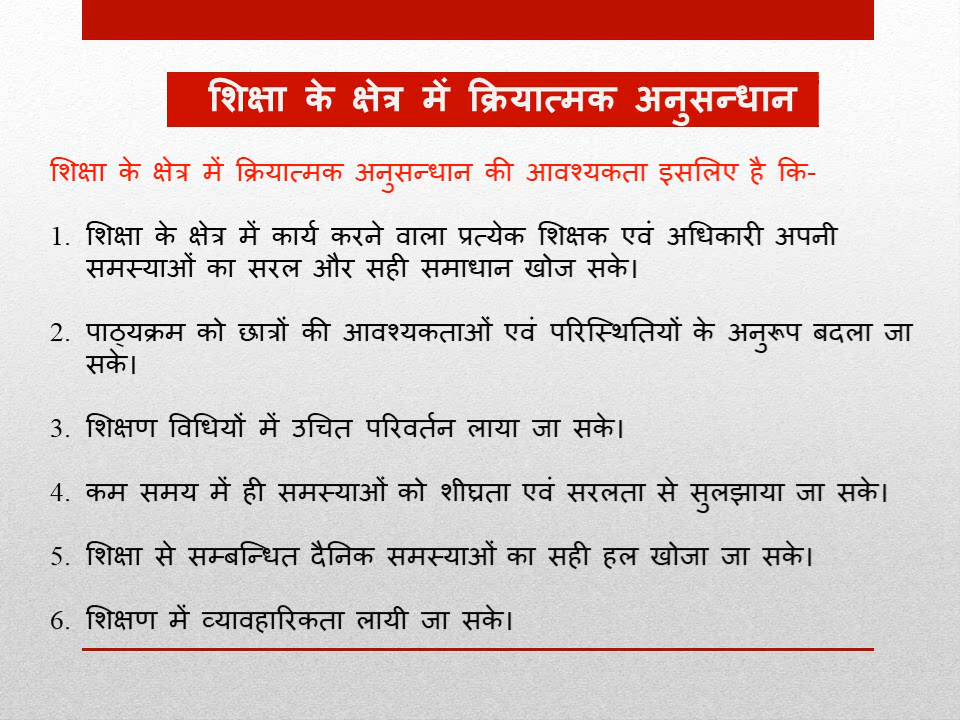 शिक्षा के क्षेत्र में क्रियात्मक अनुसन्धान
शिक्षा के क्षेत्र में क्रियात्मक अनुसन्धान की आवश्यकता इसलिए है कि-
1. शिक्षा के क्षेत्र में कार्य करने वाला प्रत्येक शिक्षक एवं अधिकारी अपनी
समस्याओं का सरल और सही समाधान खोज सके।
2. पाठ्यक्रम को छात्रों की आवश्यकताओं एवं परिस्थितियों के अनुरूप बदला जा
सके।
3. शिक्षण विधियों में उचित परिवर्तन लाया जा सके।
4. कम समय में ही समस्याओं को शीघ्रता एवं सरलता से सुलझाया जा सके।
5. शिक्षा से सम्बन्धित दैनिक समस्याओं का सही हल खोजा जा सके।
6. शिक्षण में व्यावहारिकता लायी जा सके।